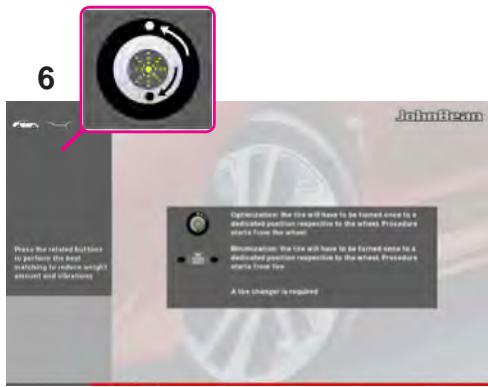 6
JohnBean
Optimization: the tire will have to be turned once to a
dedicated position respective to the wheel. Procedure
starts from the wheel
Minimization: the tire will have to be turned once to a
dedicated position respective to the wheel. Procedure
starts from tire
A tire changer is required
Press the related buttons
to perform the best
matching to reduce weight
amount and vibrations